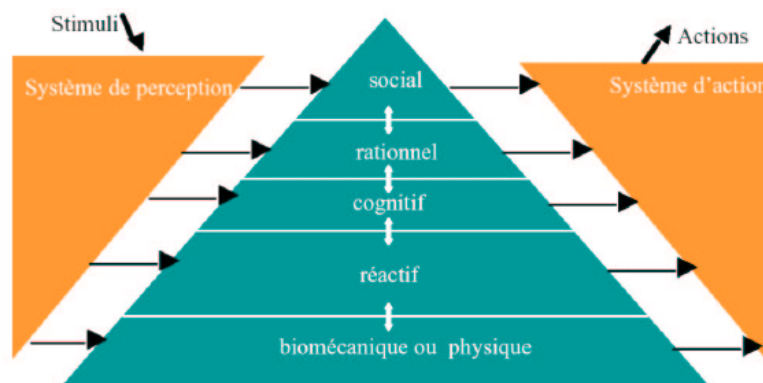 Stimuli
Actions
Système de perception
social
Système d'action
rationnel
cognitif
réactif
biomécanique ou physique